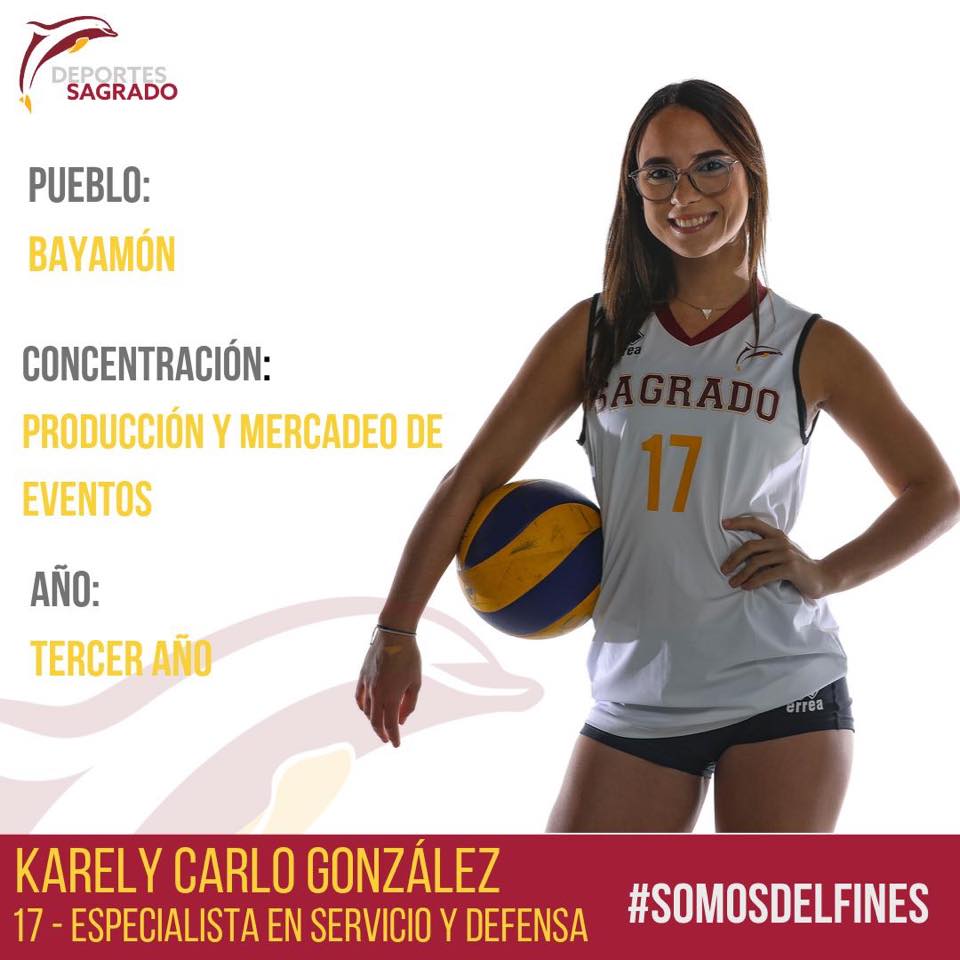 DEPORTES
SAGRADO
PUEBLO:
BAYAMÓN
CONCENTRACIÓN:
PRODUCCIÓN Y MERCADEO DE
EVENTOS
AÑO:
TERCER AÑO
errea
SAGRADO
17
errea
KARELY CARLO GONZÁLEZ
17 - ESPECIALISTA EN SERVICIO Y DEFENSA
#SOMOSDELFINES